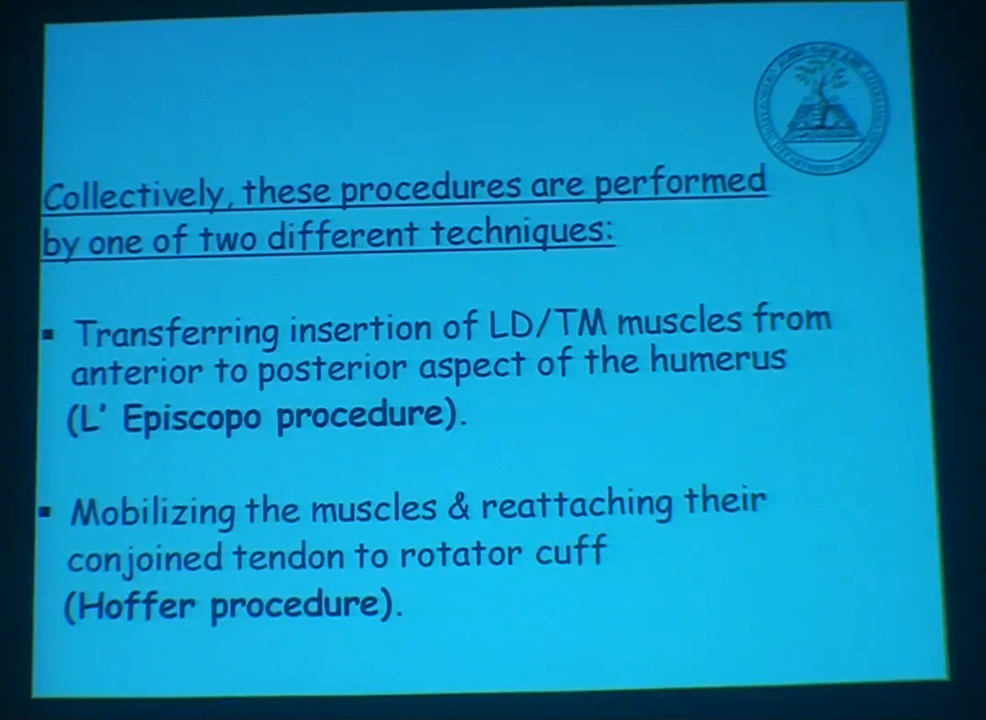 Collectively, these procedures are performed
by one of two different techniques:
▪ Transferring insertion of LD/TM muscles from
anterior to posterior aspect of the humerus
(L' Episcopo procedure).
▪ Mobilizing the muscles & reattaching their
conjoined tendon to rotator cuff
(Hoffer procedure).